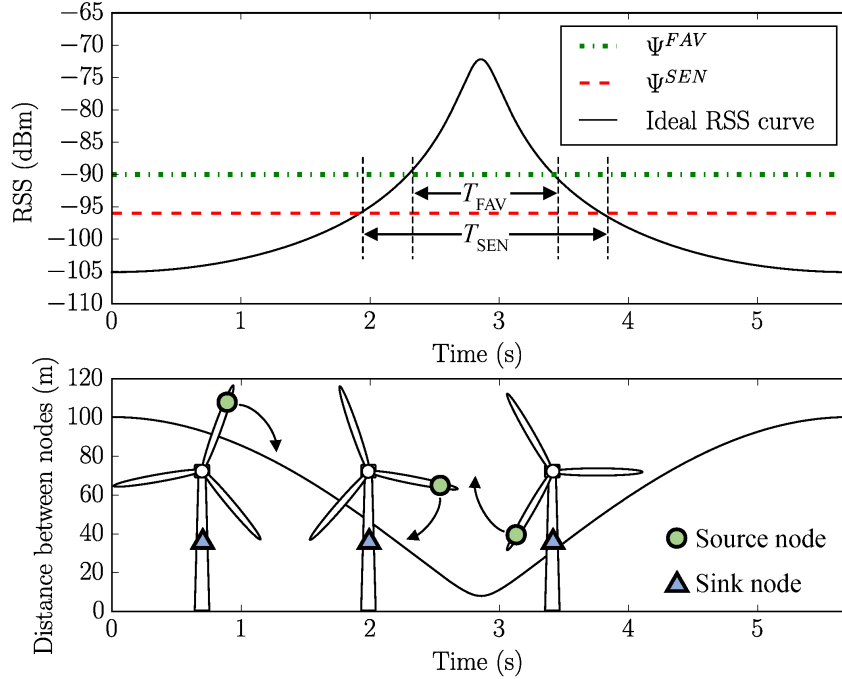 −65
−70
−75
−80
−85
−90
−95
−100
−105
−110
RSS (dBm)
Ψ^FAV
Ψ^SEN
Ideal RSS curve
T_FAV
T_SEN
0 1 2 3 4 5
Time (s)
120
100
80
60
40
20
0
Distance between nodes (m)
Source node
Sink node
0 1 2 3 4 5
Time (s)